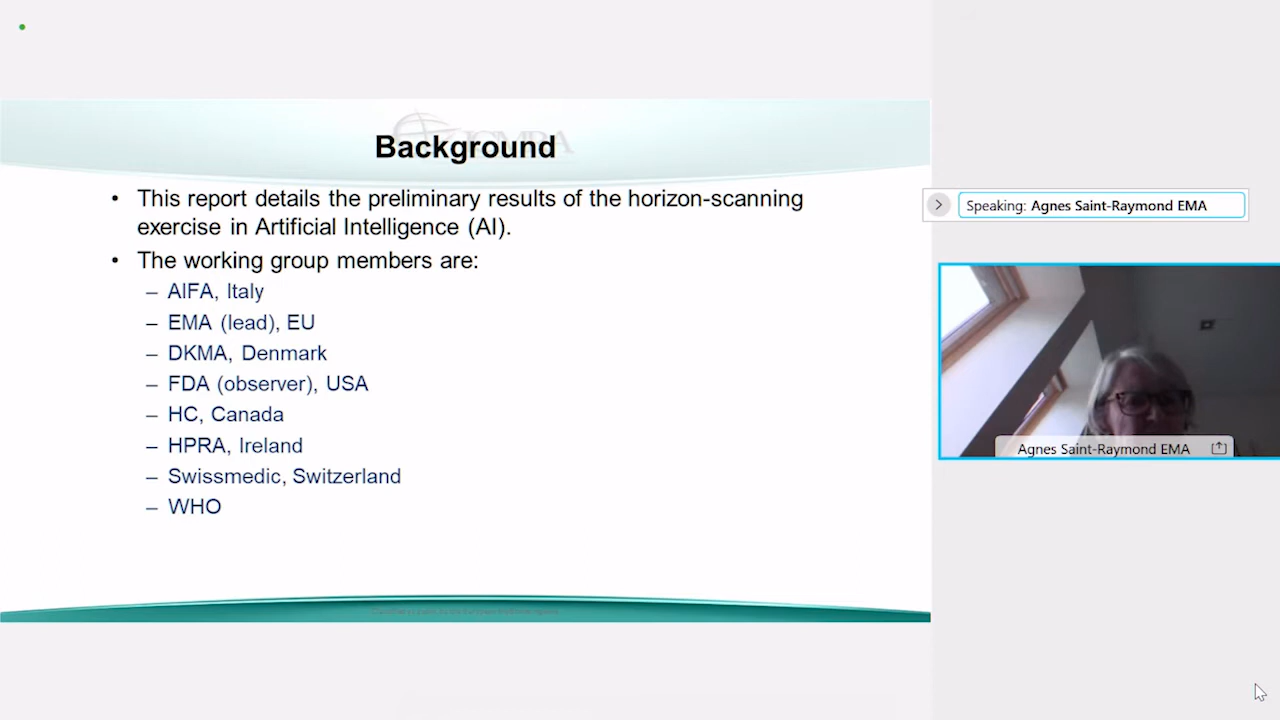 Background
• This report details the preliminary results of the horizon-scanning
exercise in Artificial Intelligence (AI).
• The working group members are:
– AIFA, Italy
– EMA (lead), EU
– DKMA, Denmark
– FDA (observer), USA
– HC, Canada
– HPRA, Ireland
– Swissmedic, Switzerland
– WHO
Speaking: Agnes Saint-Raymond EMA
Agnes Saint-Raymond EMA